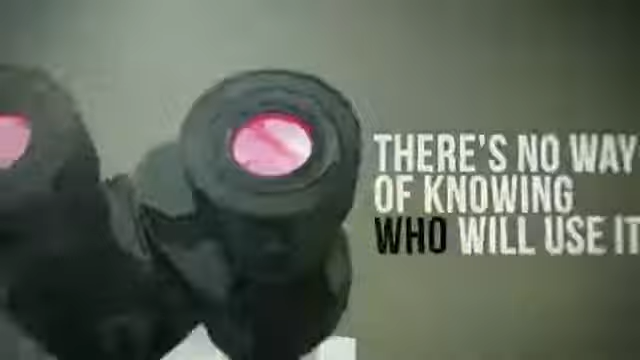 THERE'S NO WAY
OF KNOWING
WHO WILL USE IT